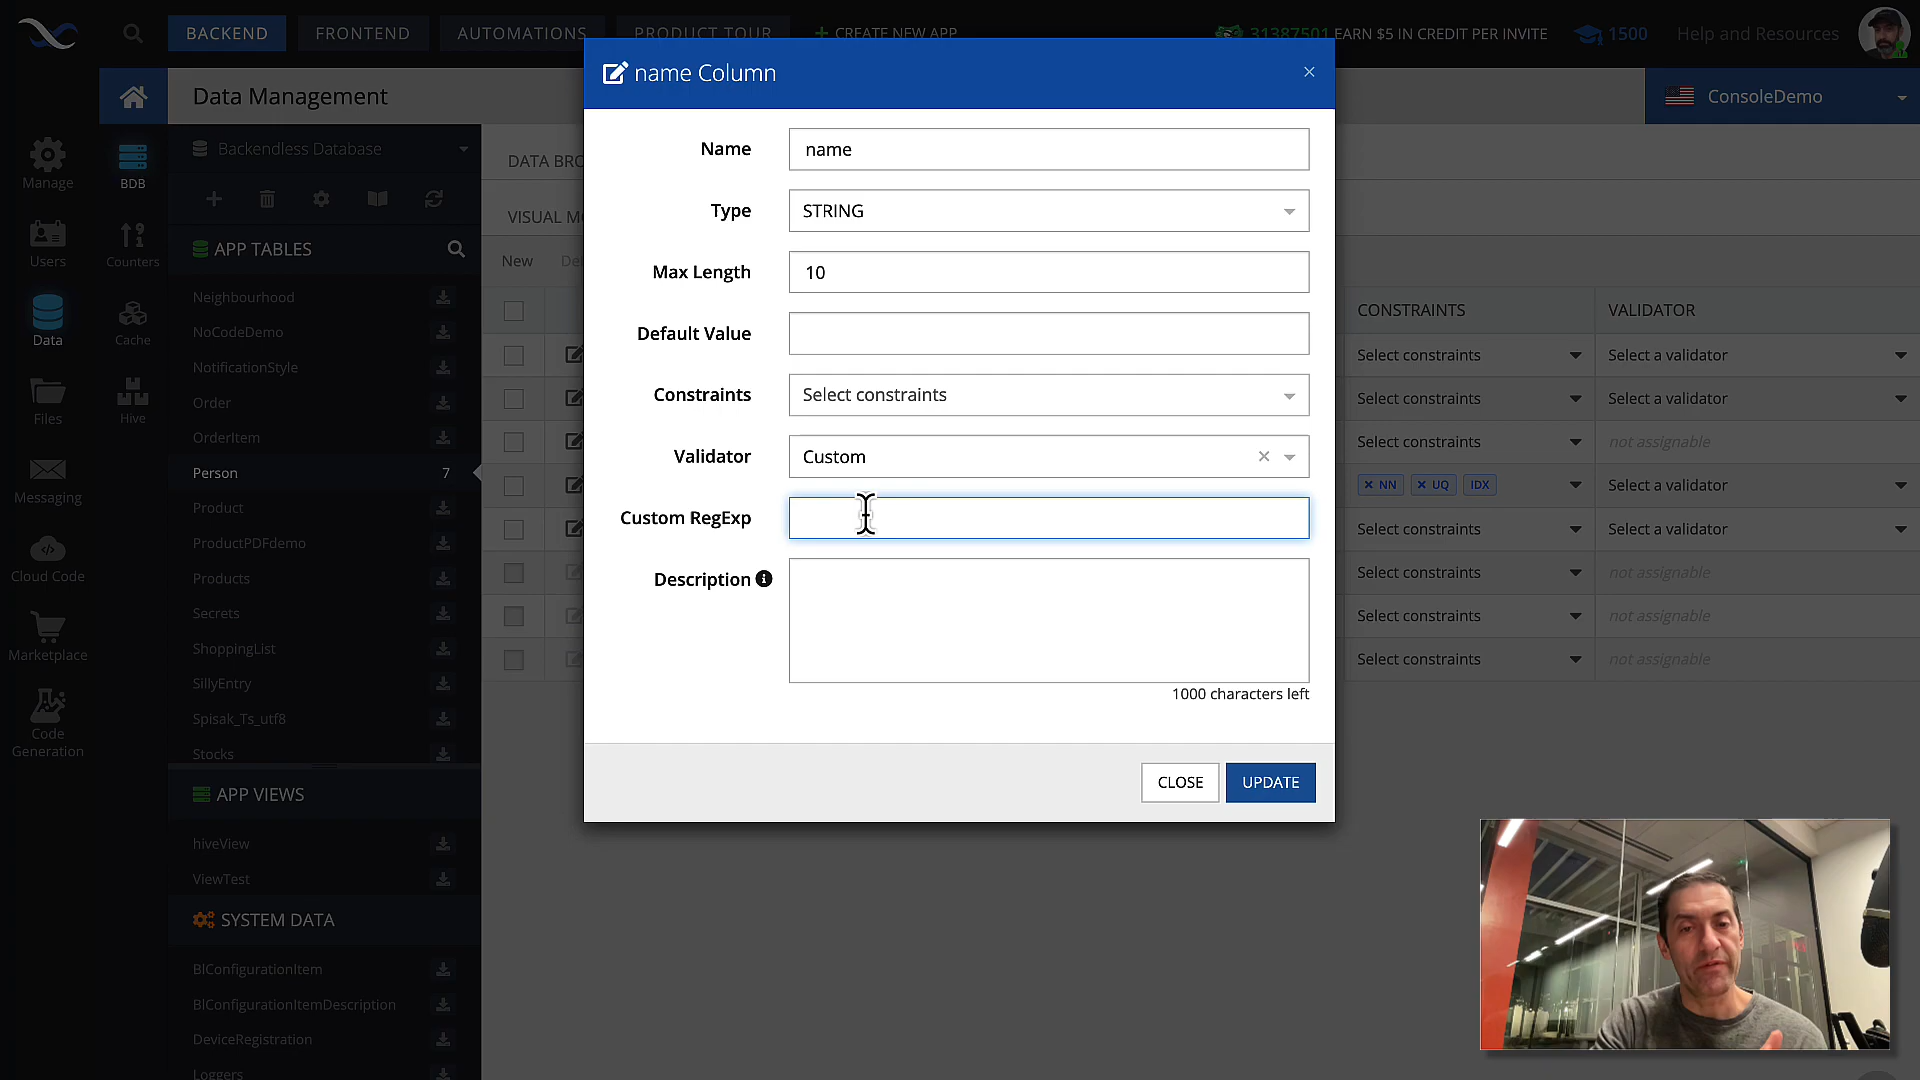 BACKEND
FRONTEND
AUTOMATIONS
PRODUCT TOUR
+ CREATE NEW APP
31387501 EARN $5 IN CREDIT PER INVITE
1500
Help and Resources
Data Management
ConsoleDemo
Manage
Users
Data
Files
Messaging
Cloud Code
Marketplace
Code
Generation
BDB
Counters
Cache
Hive
Backendless Database
APP TABLES
Neighbourhood
NoCodeDemo
NotificationStyle
Order
OrderItem
Person 7
Product
ProductPDFdemo
Products
Secrets
ShoppingList
SillyEntry
Spisak_Ts_utf8
Stocks
APP VIEWS
hiveView
ViewTest
SYSTEM DATA
BlConfigurationItem
BlConfigurationItemDescription
DeviceRegistration
Loggers
DATA BRO
VISUAL M
New De
name Column
Name name
Type STRING
Max Length 10
Default Value
Constraints Select constraints
Validator Custom
Custom RegExp
Description
1000 characters left
CLOSE UPDATE
CONSTRAINTS VALIDATOR
Select constraints Select a validator
Select constraints Select a validator
Select constraints not assignable
NN UQ IDX Select a validator
Select constraints Select a validator
Select constraints not assignable
Select constraints not assignable
Select constraints not assignable